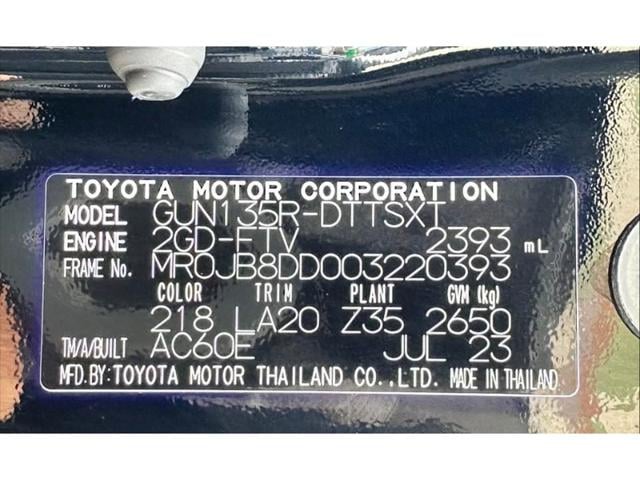 TOYOTA MOTOR CORPORATION
MODEL GUN135R-DTTSXT
ENGINE 2GD-FTV 2393 mL
FRAME No. MR0JB8DD003220393
COLOR TRIM PLANT GVM (kg)
218 LA20 Z35 2650
TM/A/BUILT AC60E JUL 23
MFD.BY:TOYOTA MOTOR THAILAND CO.,LTD. MADE IN THAILAND